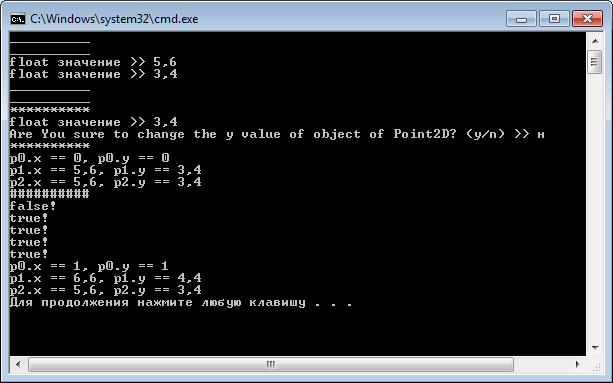 C:\Windows\system32\cmd.exe
__________
__________
float значение >> 5,6
float значение >> 3,4
__________
__________
**********
float значение >> 3,4
Are You sure to change the y value of object of Point2D? (y/n) >> н
**********
p0.x == 0, p0.y == 0
p1.x == 5,6, p1.y == 3,4
p2.x == 5,6, p2.y == 3,4
##########
false!
true!
true!
true!
true!
p0.x == 1, p0.y == 1
p1.x == 6,6, p1.y == 4,4
p2.x == 5,6, p2.y == 3,4
Для продолжения нажмите любую клавишу . . .